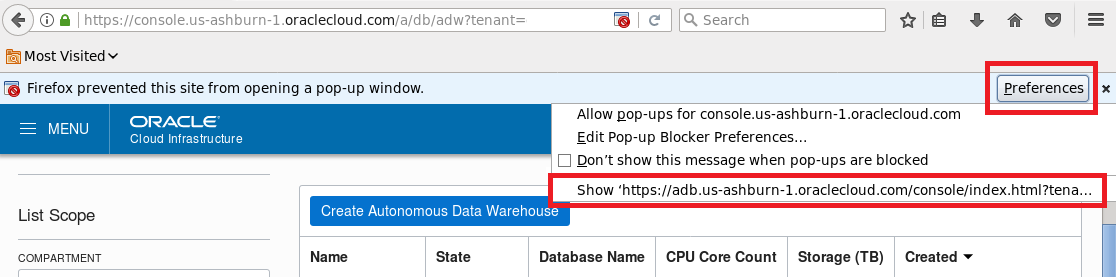 https://console.us-ashburn-1.oraclecloud.com/a/db/adw?tenant=
Search
Most Visited
Firefox prevented this site from opening a pop-up window.
Preferences
MENU
ORACLE
Cloud Infrastructure
Allow pop-ups for console.us-ashburn-1.oraclecloud.com
Edit Pop-up Blocker Preferences...
Don't show this message when pop-ups are blocked
Show ‘https://adb.us-ashburn-1.oraclecloud.com/console/index.html?tena...
List Scope
COMPARTMENT
Create Autonomous Data Warehouse
Name State Database Name CPU Core Count Storage (TB) Created